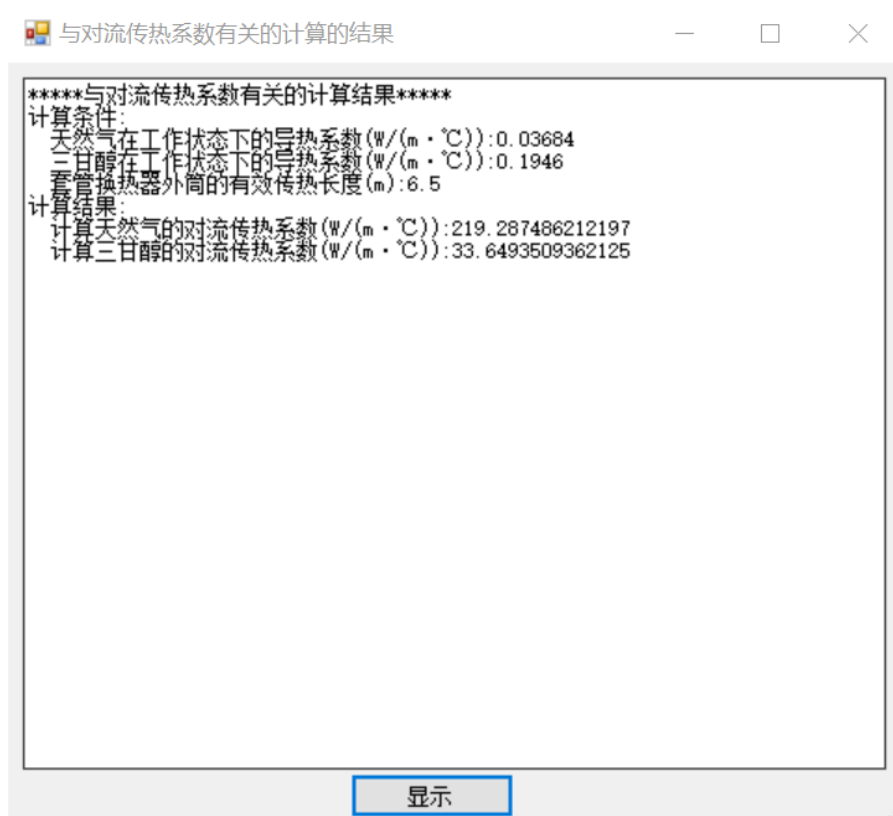 与对流传热系数有关的计算的结果
*****与对流传热系数有关的计算结果*****
计算条件:
天然气在工作状态下的导热系数(W/(m·℃)):0.03684
三甘醇在工作状态下的导热系数(W/(m·℃)):0.1946
套管换热器外筒的有效传热长度(m):6.5
计算结果:
计算天然气的对流传热系数(W/(m·℃)):219.287486212197
计算三甘醇的对流传热系数(W/(m·℃)):33.6493509362125
显示